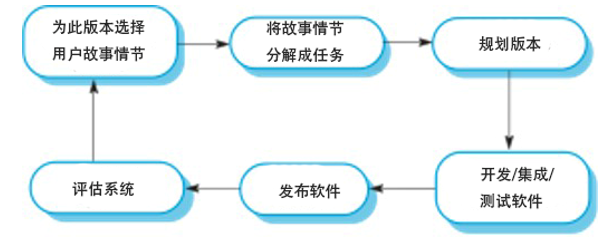 为此版本选择
用户故事情节
将故事情节
分解成任务
规划版本
开发/集成/
测试软件
发布软件
评估系统